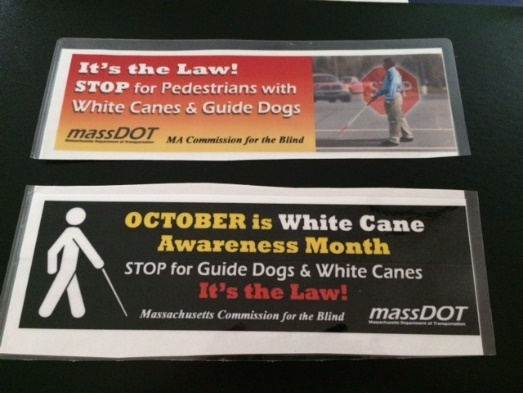 It's the Law!
STOP for Pedestrians with
White Canes & Guide Dogs
massDOT
Massachusetts Department of Transportation
MA Commission for the Blind
STOP
OCTOBER is White Cane
Awareness Month
STOP for Guide Dogs & White Canes
It's the Law!
Massachusetts Commission for the Blind
massDOT
Massachusetts Department of Transportation